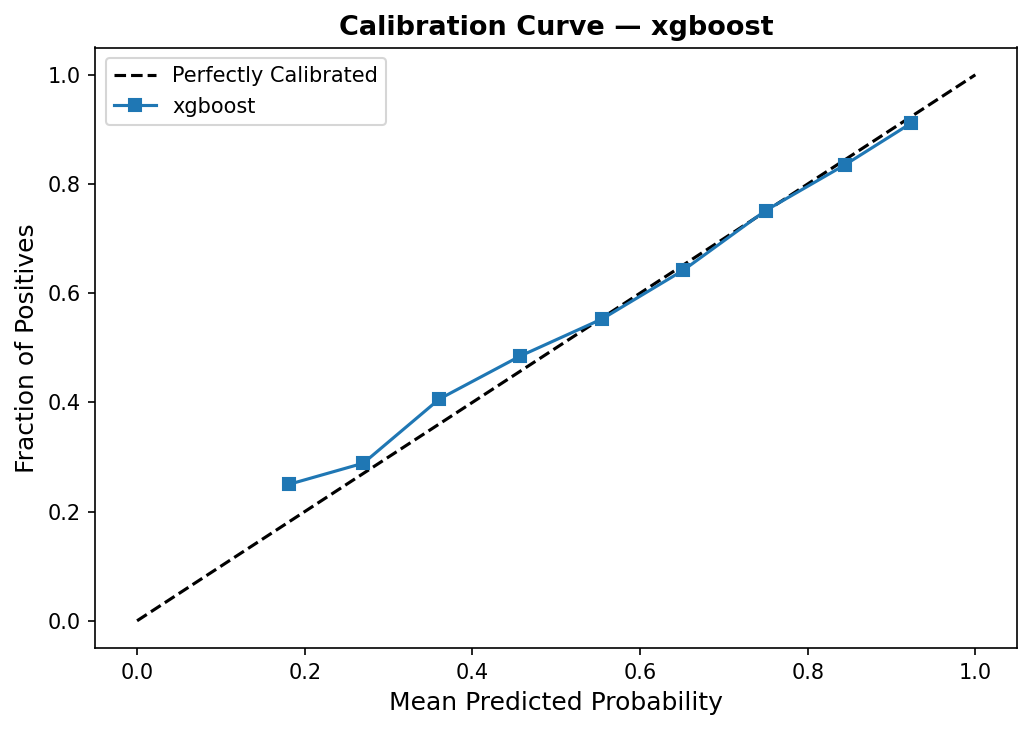 Calibration Curve — xgboost
Perfectly Calibrated
xgboost
Fraction of Positives
1.0
0.8
0.6
0.4
0.2
0.0
0.0 0.2 0.4 0.6 0.8 1.0
Mean Predicted Probability